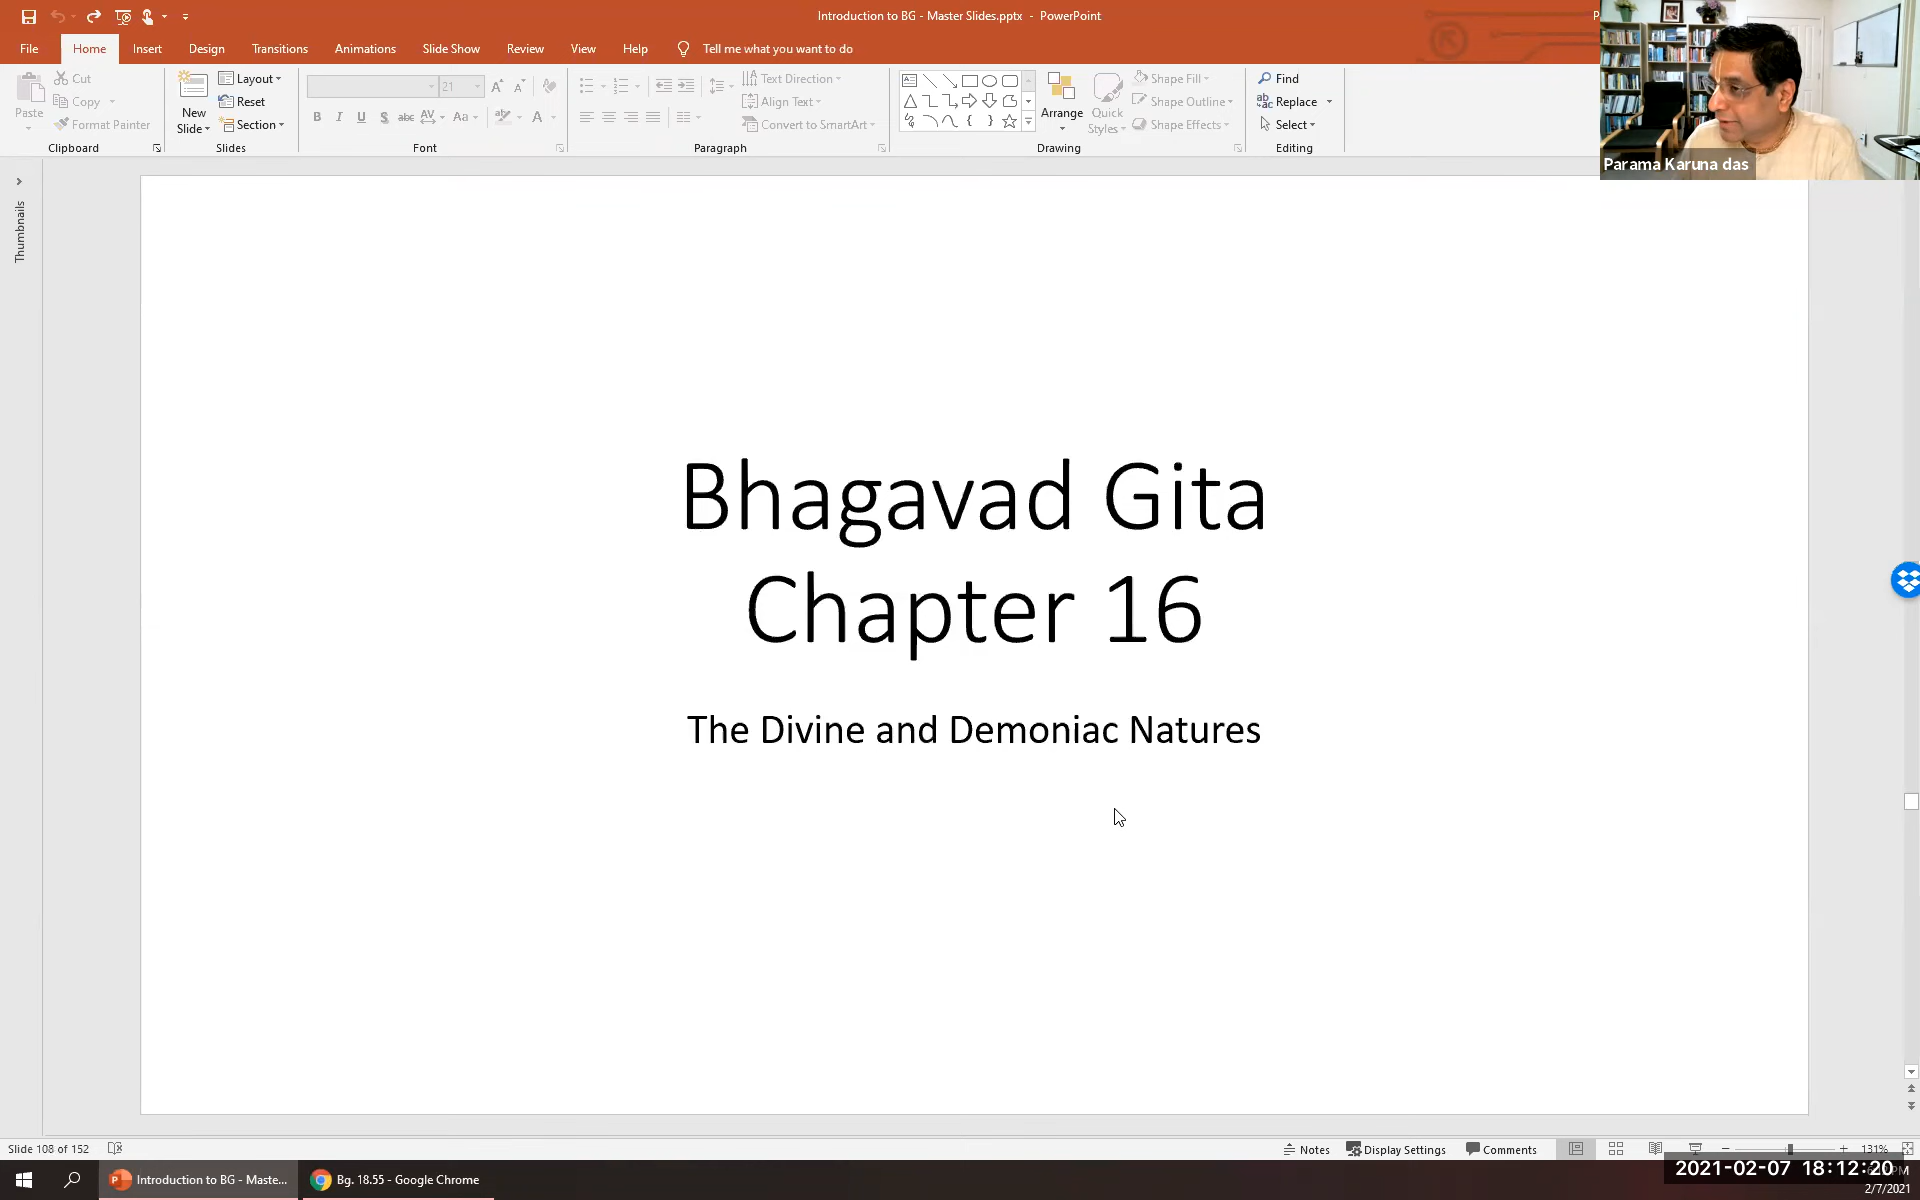 Introduction to BG - Master Slides.pptx - PowerPoint
File Home Insert Design Transitions Animations Slide Show Review View Help Tell me what you want to do
Paste
Cut
Copy
Format Painter
Clipboard
New
Slide
Layout
Reset
Section
Slides
21
B I U S abc AV Aa A
Font
Text Direction
Align Text
Convert to SmartArt
Paragraph
Arrange
Quick
Styles
Shape Fill
Shape Outline
Shape Effects
Drawing
Find
Replace
Select
Editing
Parama Karuna das
Thumbnails
Bhagavad Gita
Chapter 16
The Divine and Demoniac Natures
Slide 108 of 152
Notes Display Settings Comments 131%
Introduction to BG - Maste...
Bg. 18.55 - Google Chrome
2021-02-07 18:12:20
2/7/2021